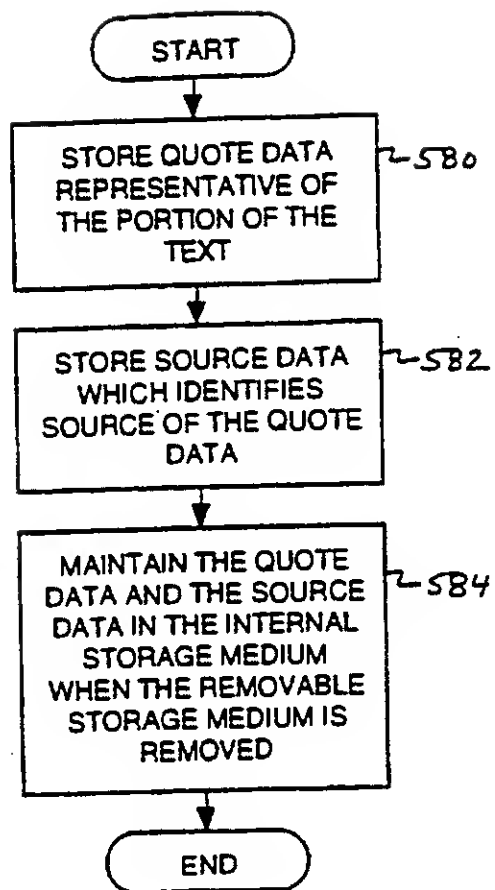 START
STORE QUOTE DATA
REPRESENTATIVE OF
THE PORTION OF THE
TEXT
580
STORE SOURCE DATA
WHICH IDENTIFIES
SOURCE OF THE QUOTE
DATA
582
MAINTAIN THE QUOTE
DATA AND THE SOURCE
DATA IN THE INTERNAL
STORAGE MEDIUM
WHEN THE REMOVABLE
STORAGE MEDIUM IS
REMOVED
584
END